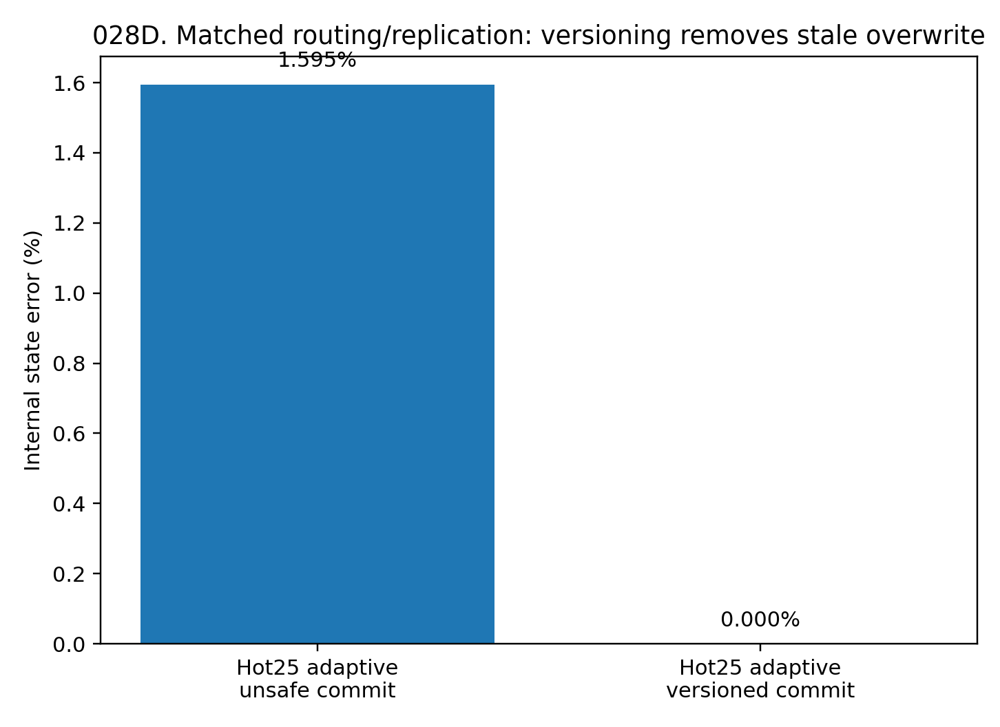 028D. Matched routing/replication: versioning removes stale overwrite
1.595%
1.6
1.4
1.2
1.0
0.8
0.6
0.4
0.2
0.0
Internal state error (%)
0.000%
Hot25 adaptive
unsafe commit
Hot25 adaptive
versioned commit